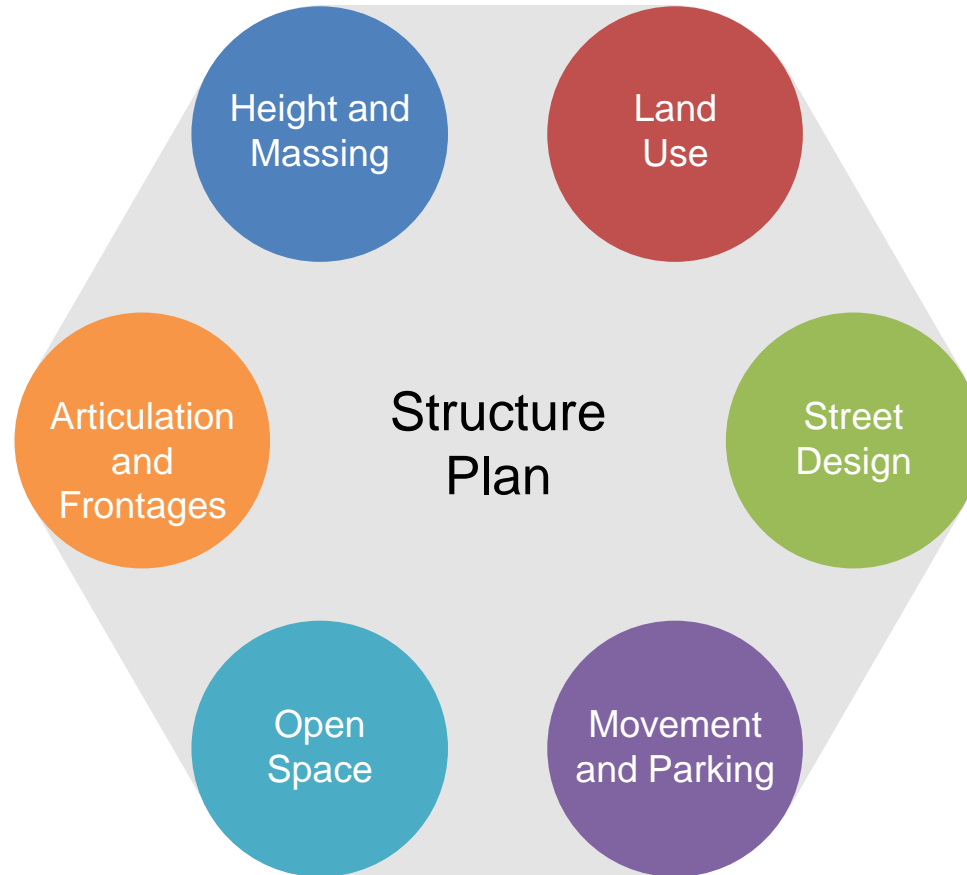 Height and
Massing
Land
Use
Articulation
and
Frontages
Structure
Plan
Street
Design
Open
Space
Movement
and Parking